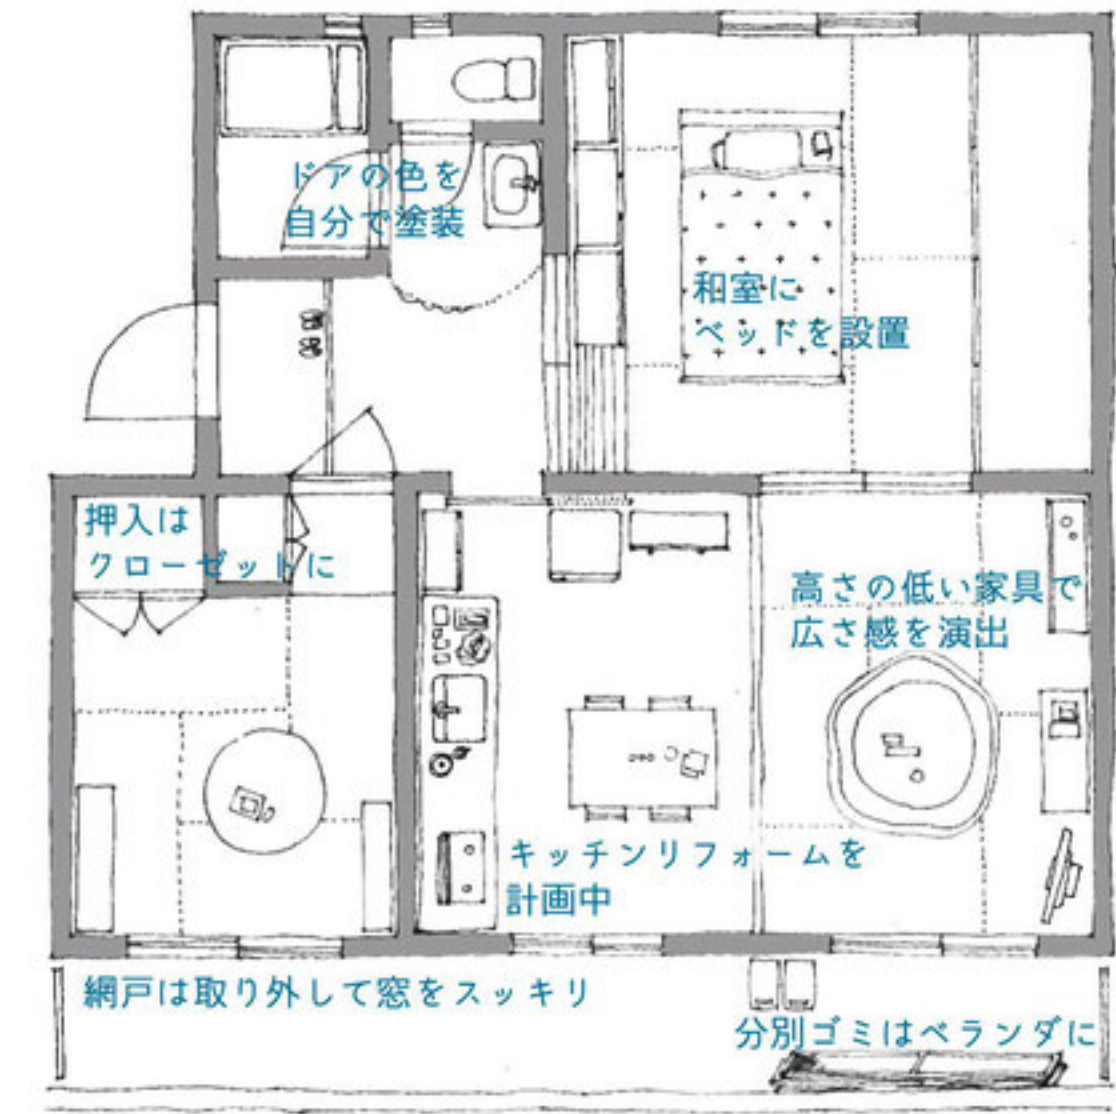 ドアの色を
自分で塗装
和室に
ベッドを設置
押入は
クローゼットに
高さの低い家具で
広さ感を演出
キッチンリフォームを
計画中
網戸は取り外して窓をスッキリ
分別ゴミはベランダに